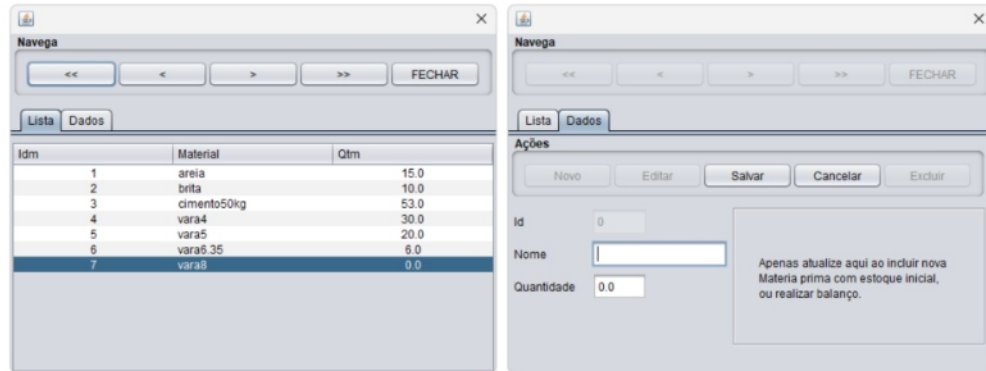 Navega
<< < > >> FECHAR
Lista Dados
Idm Material Qtm
1 areia 15.0
2 brita 10.0
3 cimento50kg 53.0
4 vara4 30.0
5 vara5 20.0
6 vara6.35 6.0
7 vara8 0.0
Navega
<< < > >> FECHAR
Lista Dados
Ações
Novo Editar Salvar Cancelar Excluir
Id 0
Nome
Quantidade 0.0
Apenas atualize aqui ao incluir nova
Materia prima com estoque inicial,
ou realizar balanço.